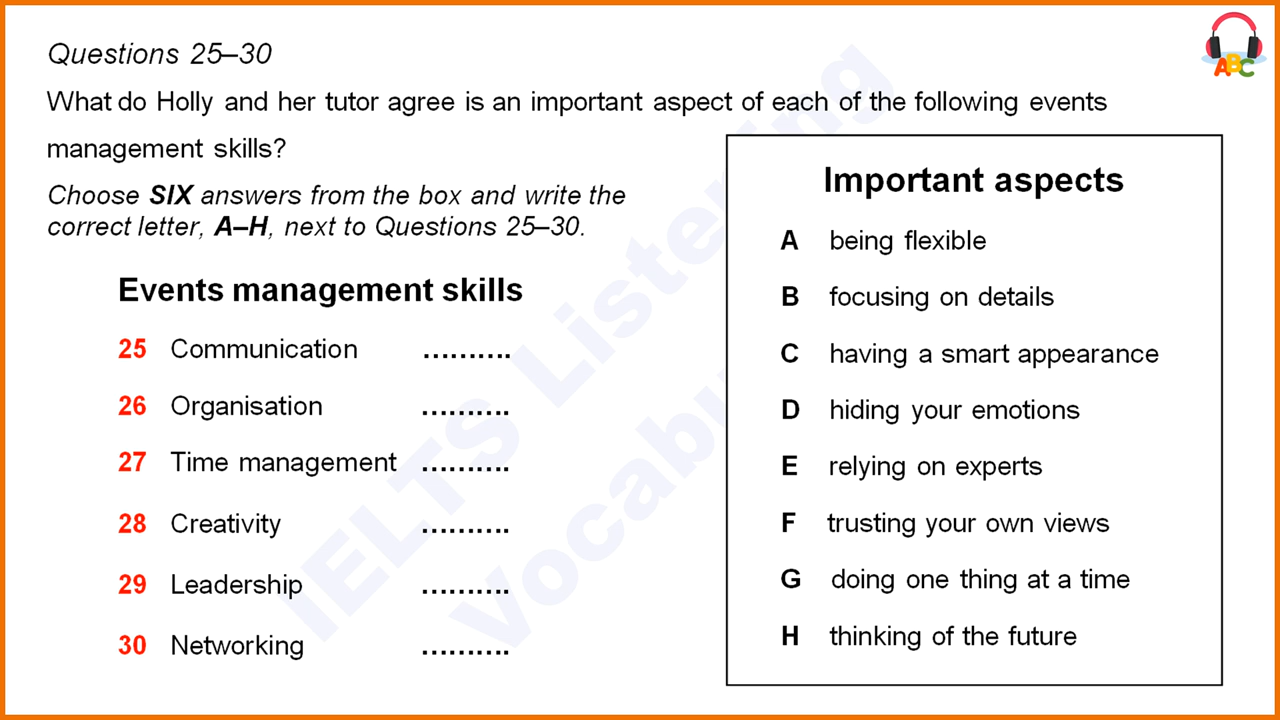 Questions 25–30
What do Holly and her tutor agree is an important aspect of each of the following events
management skills?
Choose SIX answers from the box and write the
correct letter, A–H, next to Questions 25–30.
Events management skills
25 Communication ..........
26 Organisation ..........
27 Time management ..........
28 Creativity ..........
29 Leadership ..........
30 Networking ..........
Important aspects
A being flexible
B focusing on details
C having a smart appearance
D hiding your emotions
E relying on experts
F trusting your own views
G doing one thing at a time
H thinking of the future
ABC
IELTS Listening